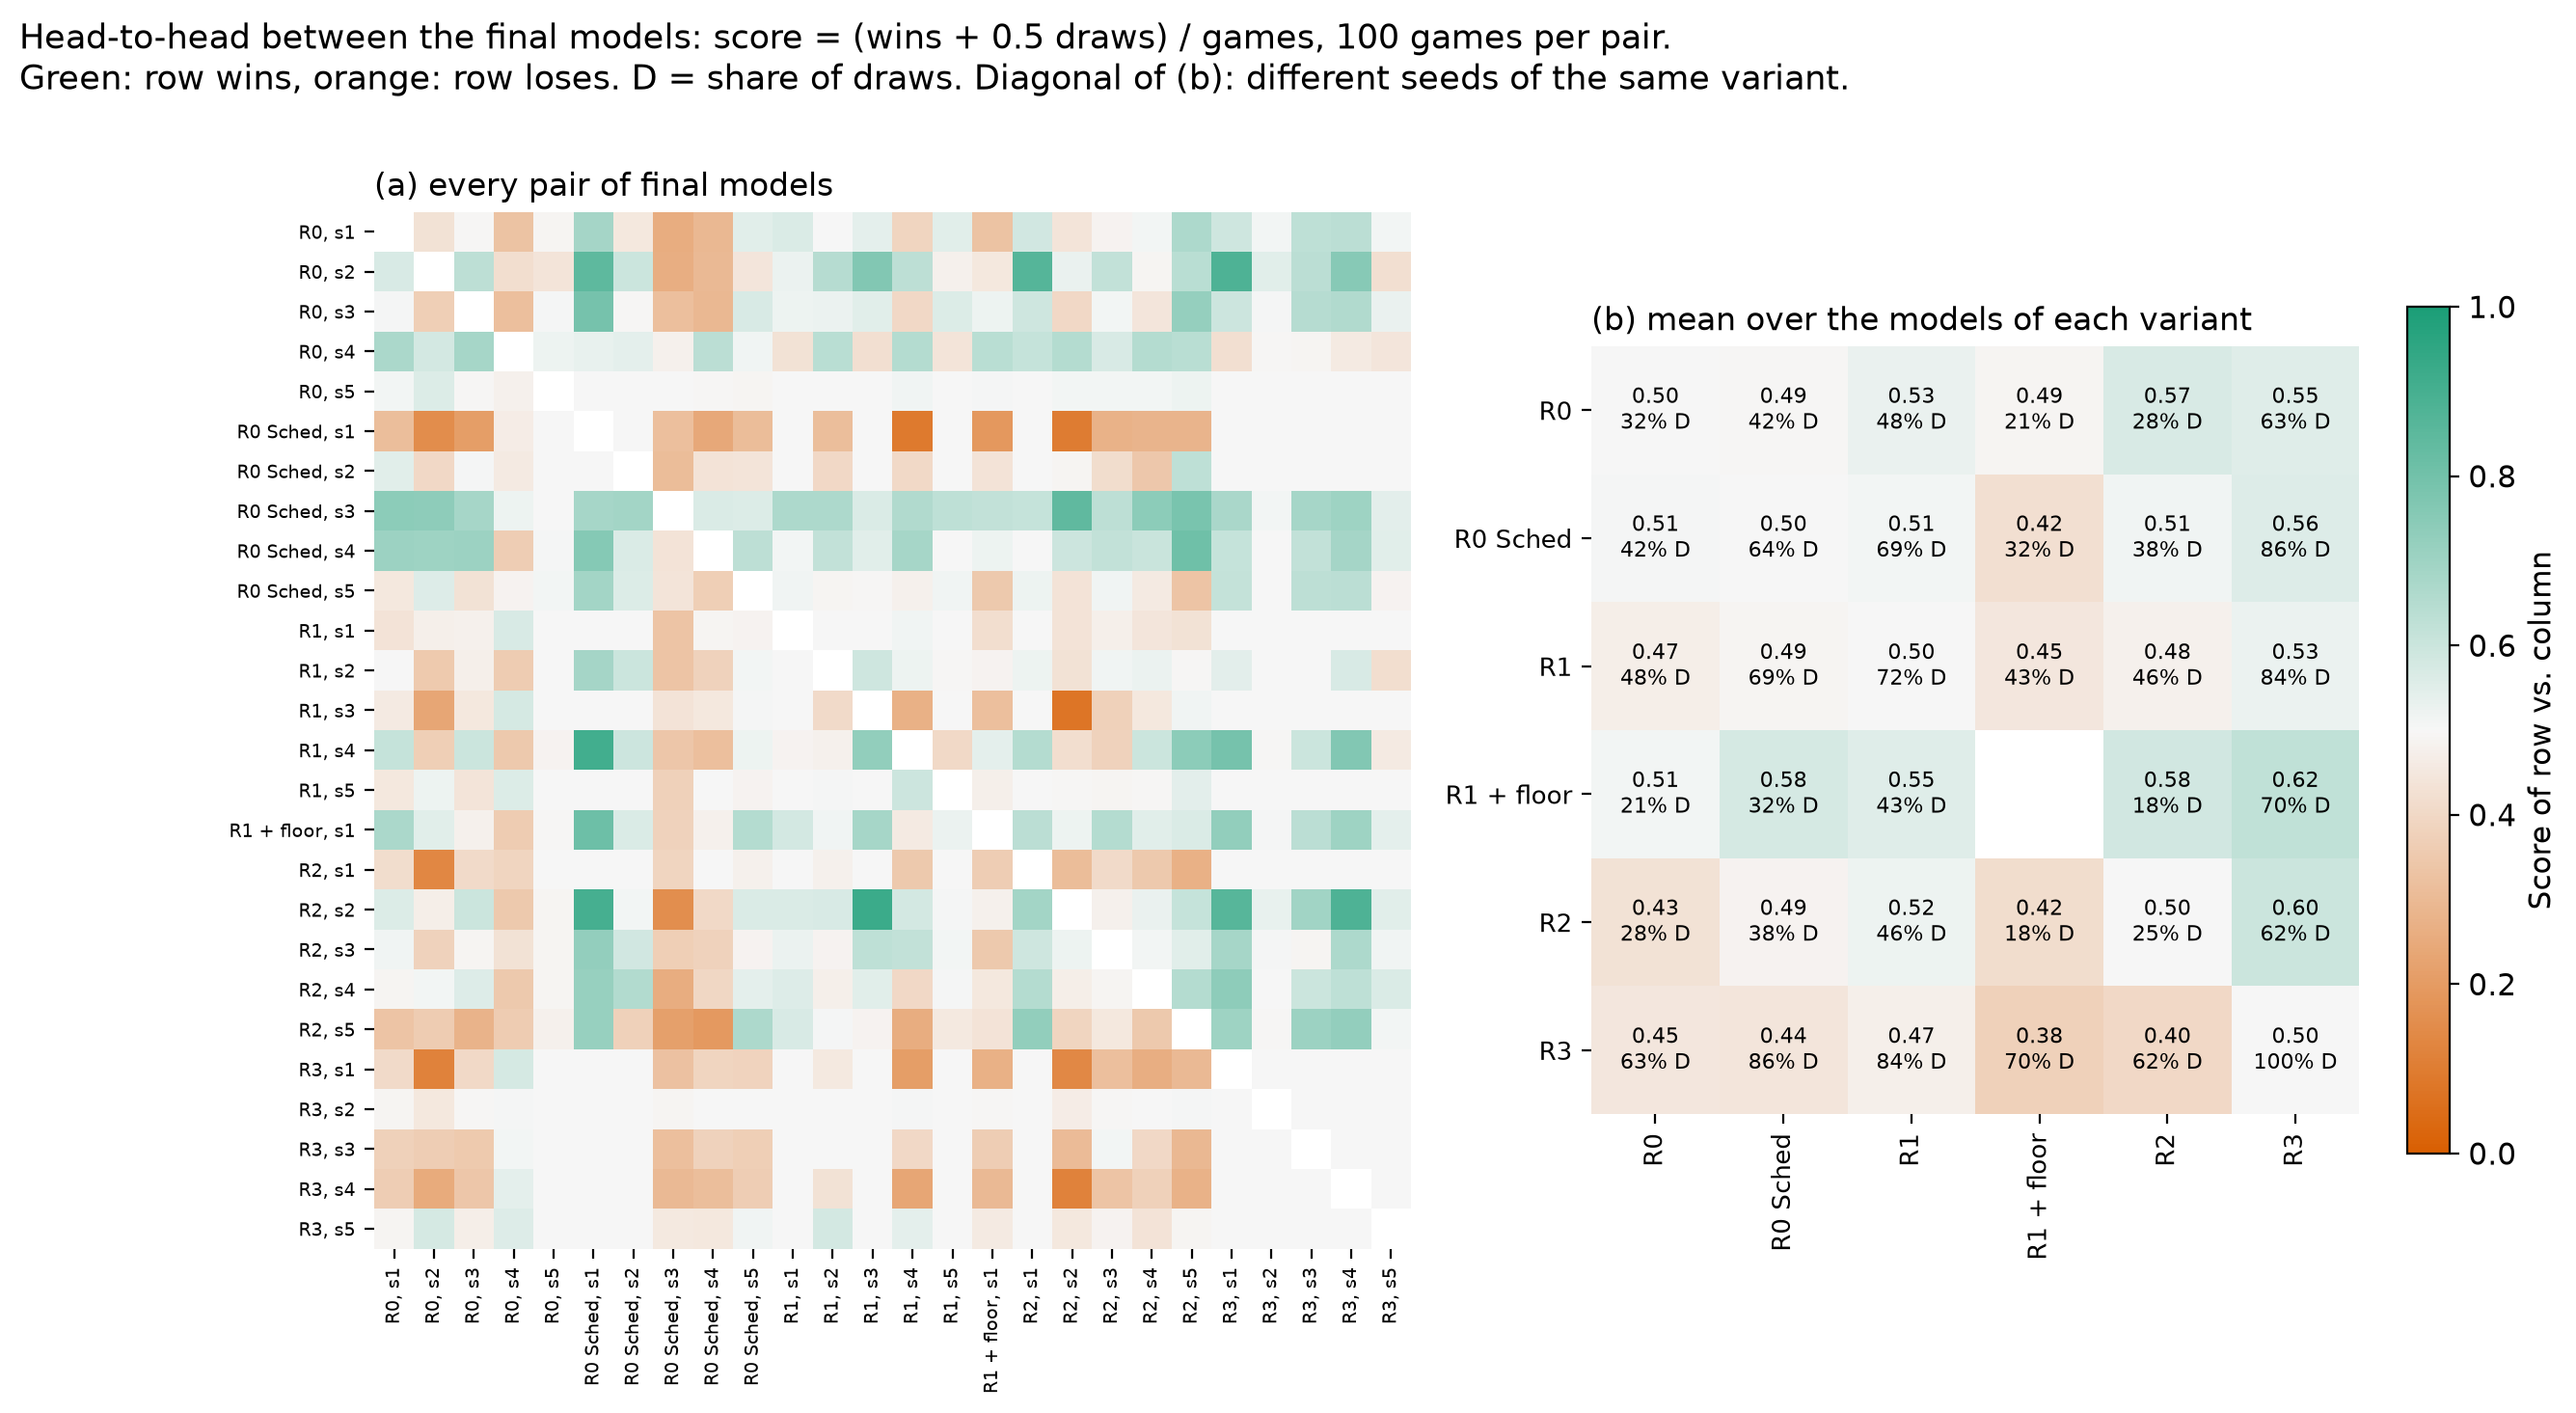 Head-to-head between the final models: score = (wins + 0.5 draws) / games, 100 games per pair.
Green: row wins, orange: row loses. D = share of draws. Diagonal of (b): different seeds of the same variant.
(a) every pair of final models
R0, s1
R0, s2
R0, s3
R0, s4
R0, s5
R0 Sched, s1
R0 Sched, s2
R0 Sched, s3
R0 Sched, s4
R0 Sched, s5
R1, s1
R1, s2
R1, s3
R1, s4
R1, s5
R1 + floor, s1
R2, s1
R2, s2
R2, s3
R2, s4
R2, s5
R3, s1
R3, s2
R3, s3
R3, s4
R3, s5
R0, s1
R0, s2
R0, s3
R0, s4
R0, s5
R0 Sched, s1
R0 Sched, s2
R0 Sched, s3
R0 Sched, s4
R0 Sched, s5
R1, s1
R1, s2
R1, s3
R1, s4
R1, s5
R1 + floor, s1
R2, s1
R2, s2
R2, s3
R2, s4
R2, s5
R3, s1
R3, s2
R3, s3
R3, s4
R3, s5
(b) mean over the models of each variant
R0
0.50 0.49 0.53 0.49 0.57 0.55
32% D 42% D 48% D 21% D 28% D 63% D
R0 Sched
0.51 0.50 0.51 0.42 0.51 0.56
42% D 64% D 69% D 32% D 38% D 86% D
R1
0.47 0.49 0.50 0.45 0.48 0.53
48% D 69% D 72% D 43% D 46% D 84% D
R1 + floor
0.51 0.58 0.55 0.58 0.62
21% D 32% D 43% D 18% D 70% D
R2
0.43 0.49 0.52 0.42 0.50 0.60
28% D 38% D 46% D 18% D 25% D 62% D
R3
0.45 0.44 0.47 0.38 0.40 0.50
63% D 86% D 84% D 70% D 62% D 100% D
R0
R0 Sched
R1
R1 + floor
R2
R3
1.0
0.8
0.6
0.4
0.2
0.0
Score of row vs. column